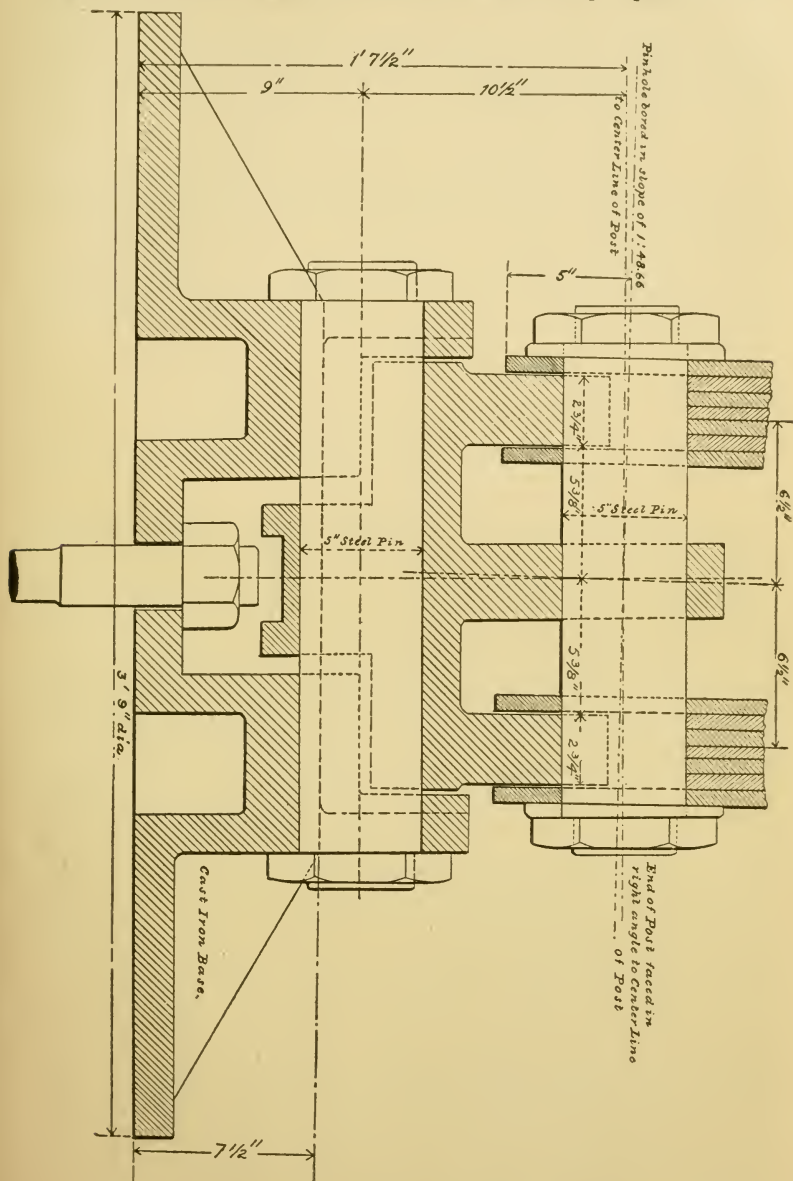 1' 7½"
9"
10½"
Pinhole bored in slope of 1:48.66
to Center Line of Post
5"
2¾"
5⅜"
5" Steel Pin
5" Steel Pin
6½"
6½"
5⅜"
2¾"
3' 9" dia.
Cast Iron Base.
End of Post faced in
right angle to Center Line
of Post
7½"